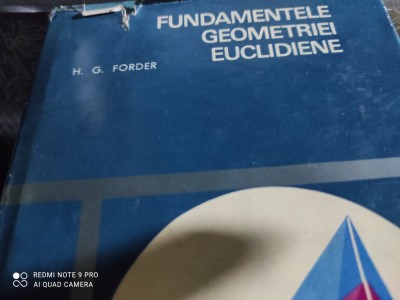 FUNDAMENTELE
GEOMETRIEI
EUCLIDIENE
H. G. FORDER
REDMI NOTE 9 PRO
AI QUAD CAMERA